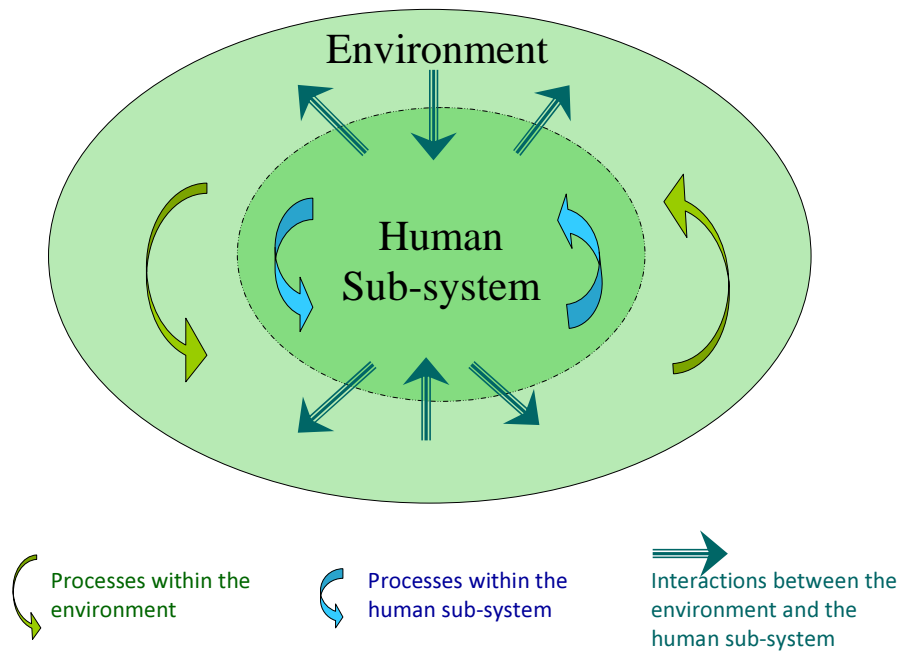 Environment
Human
Sub-system
Processes within the
environment
Processes within the
human sub-system
Interactions between the
environment and the
human sub-system